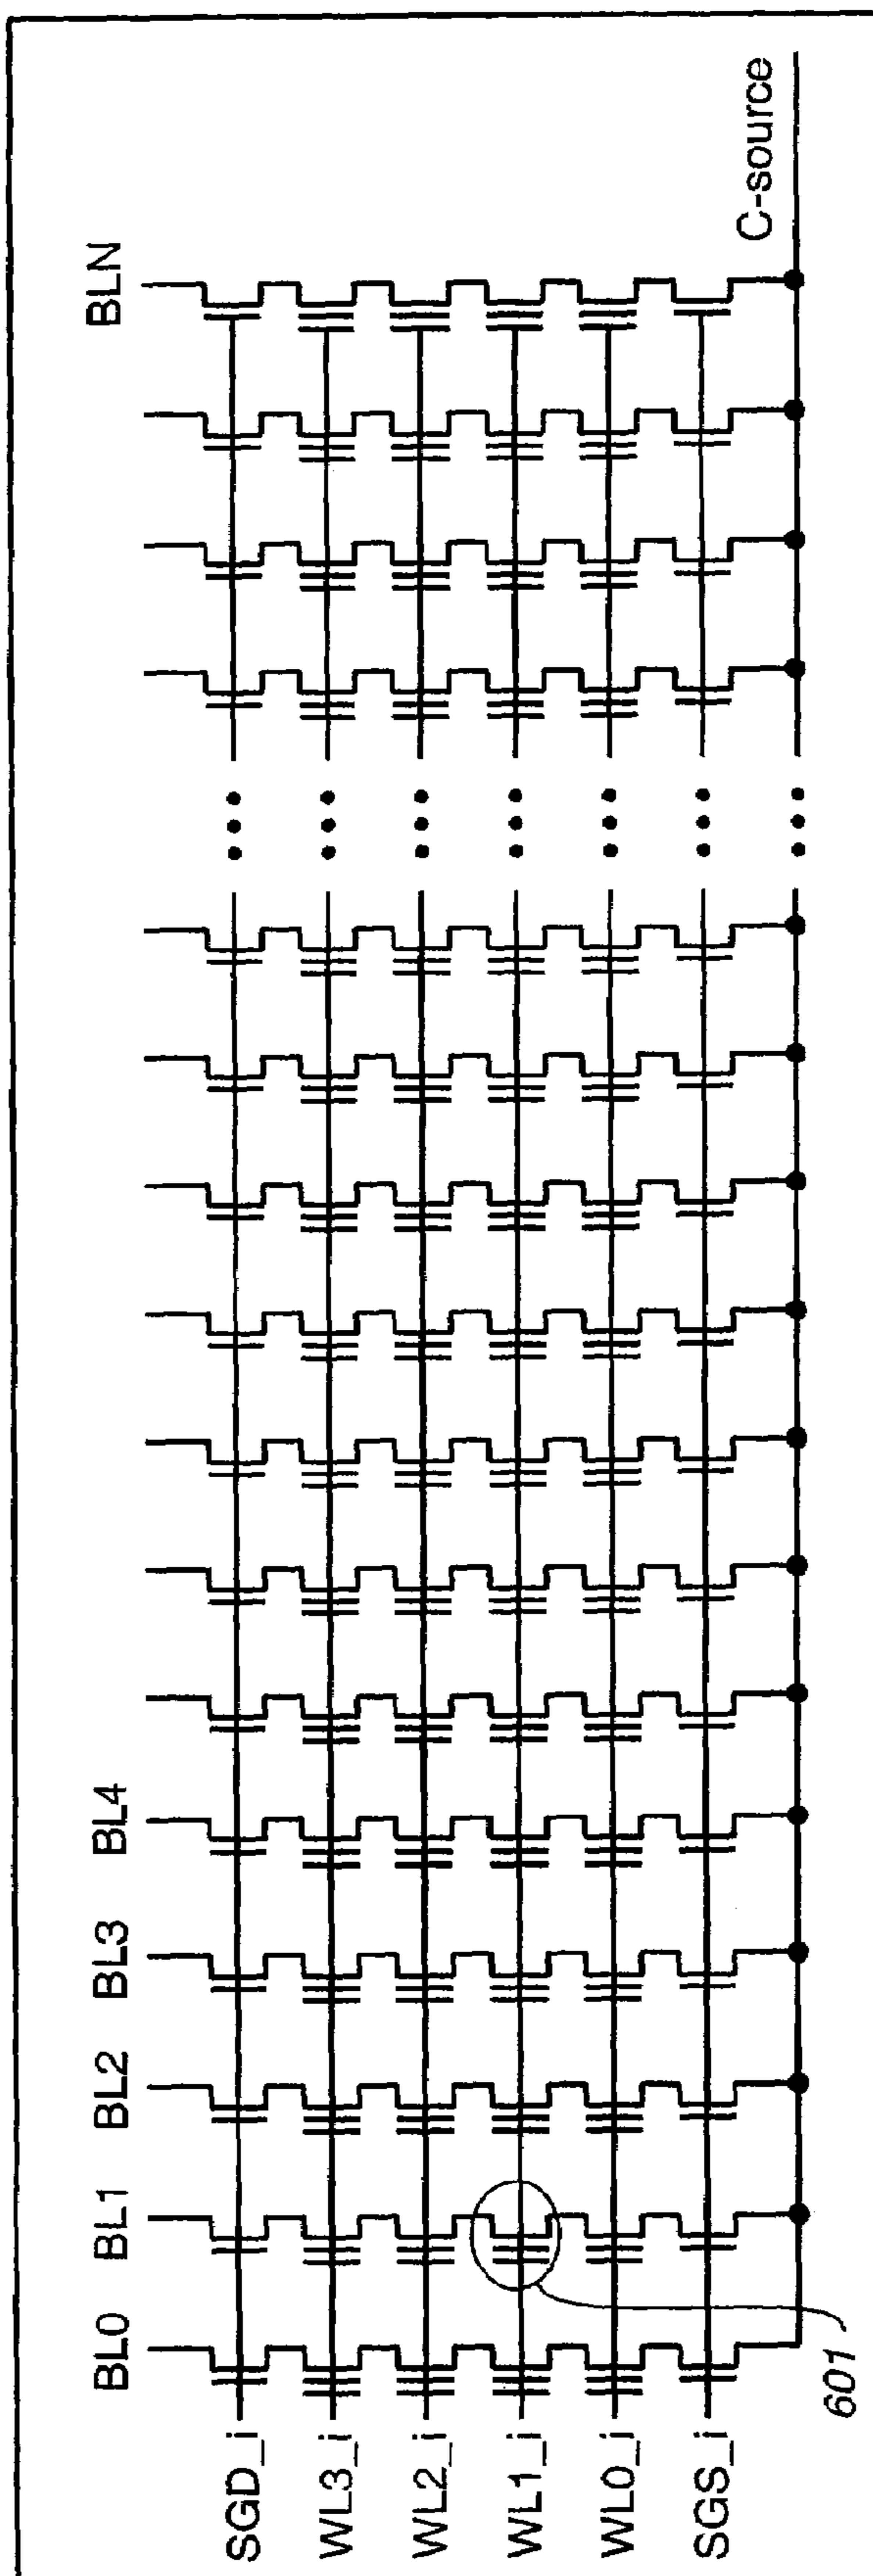 BL0 BL1 BL2 BL3 BL4 BLN
SGD_i
WL3_i
WL2_i
WL1_i
WL0_i
SGS_i
C-source
601